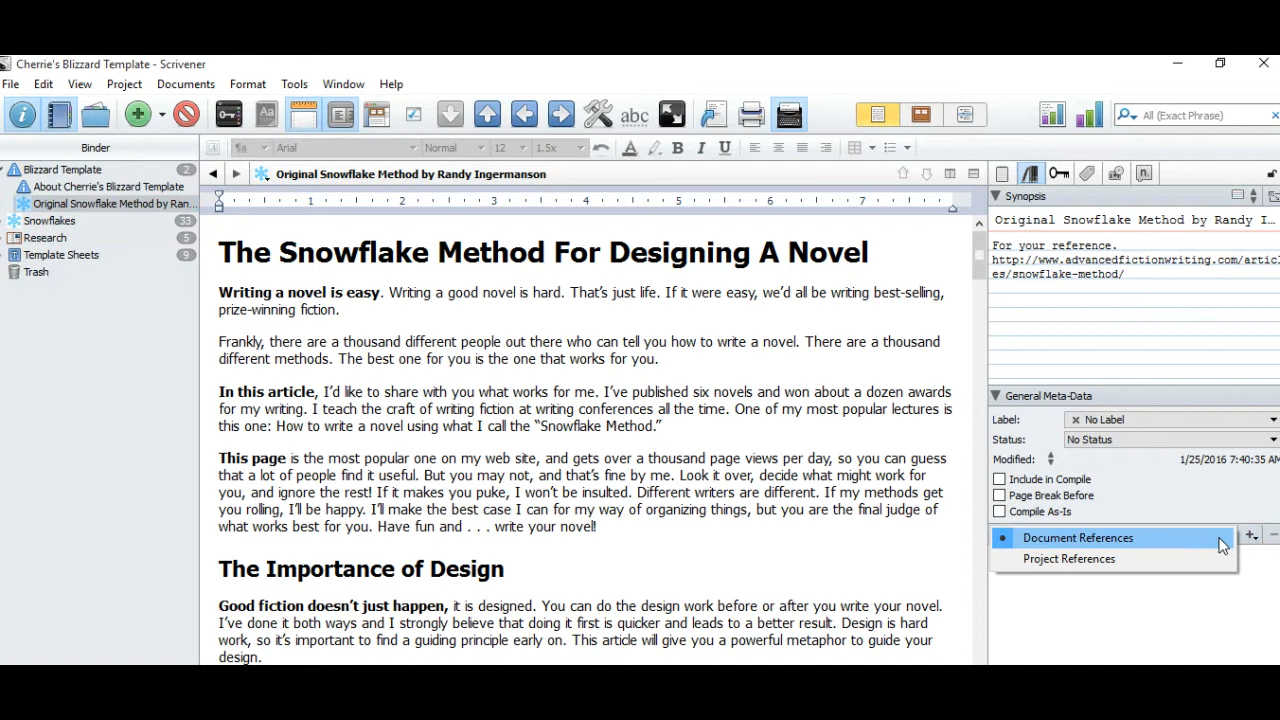 Cherrie's Blizzard Template - Scrivener
File Edit View Project Documents Format Tools Window Help
Aa abc All (Exact Phrase)
Binder
Arial Normal 12 1.5x A B I U
Blizzard Template 2
About Cherrie's Blizzard Template
Original Snowflake Method by Ran...
Snowflakes 33
Research 5
Template Sheets 9
Trash
Original Snowflake Method by Randy Ingermanson
1 2 3 4 5 6 7
The Snowflake Method For Designing A Novel
Writing a novel is easy. Writing a good novel is hard. That’s just life. If it were easy, we’d all be writing best-selling,
prize-winning fiction.
Frankly, there are a thousand different people out there who can tell you how to write a novel. There are a thousand
different methods. The best one for you is the one that works for you.
In this article, I’d like to share with you what works for me. I’ve published six novels and won about a dozen awards
for my writing. I teach the craft of writing fiction at writing conferences all the time. One of my most popular lectures is
this one: How to write a novel using what I call the “Snowflake Method.”
This page is the most popular one on my web site, and gets over a thousand page views per day, so you can guess
that a lot of people find it useful. But you may not, and that’s fine by me. Look it over, decide what might work for
you, and ignore the rest! If it makes you puke, I won’t be insulted. Different writers are different. If my methods get
you rolling, I’ll be happy. I’ll make the best case I can for my way of organizing things, but you are the final judge of
what works best for you. Have fun and . . . write your novel!
The Importance of Design
Good fiction doesn’t just happen, it is designed. You can do the design work before or after you write your novel.
I’ve done it both ways and I strongly believe that doing it first is quicker and leads to a better result. Design is hard
work, so it’s important to find a guiding principle early on. This article will give you a powerful metaphor to guide your
design.
Synopsis
Original Snowflake Method by Randy I...
For your reference.
http://www.advancedfictionwriting.com/articl
es/snowflake-method/
General Meta-Data
Label: No Label
Status: No Status
Modified: 1/25/2016 7:40:35 AM
Include in Compile
Page Break Before
Compile As-Is
Document References
Project References